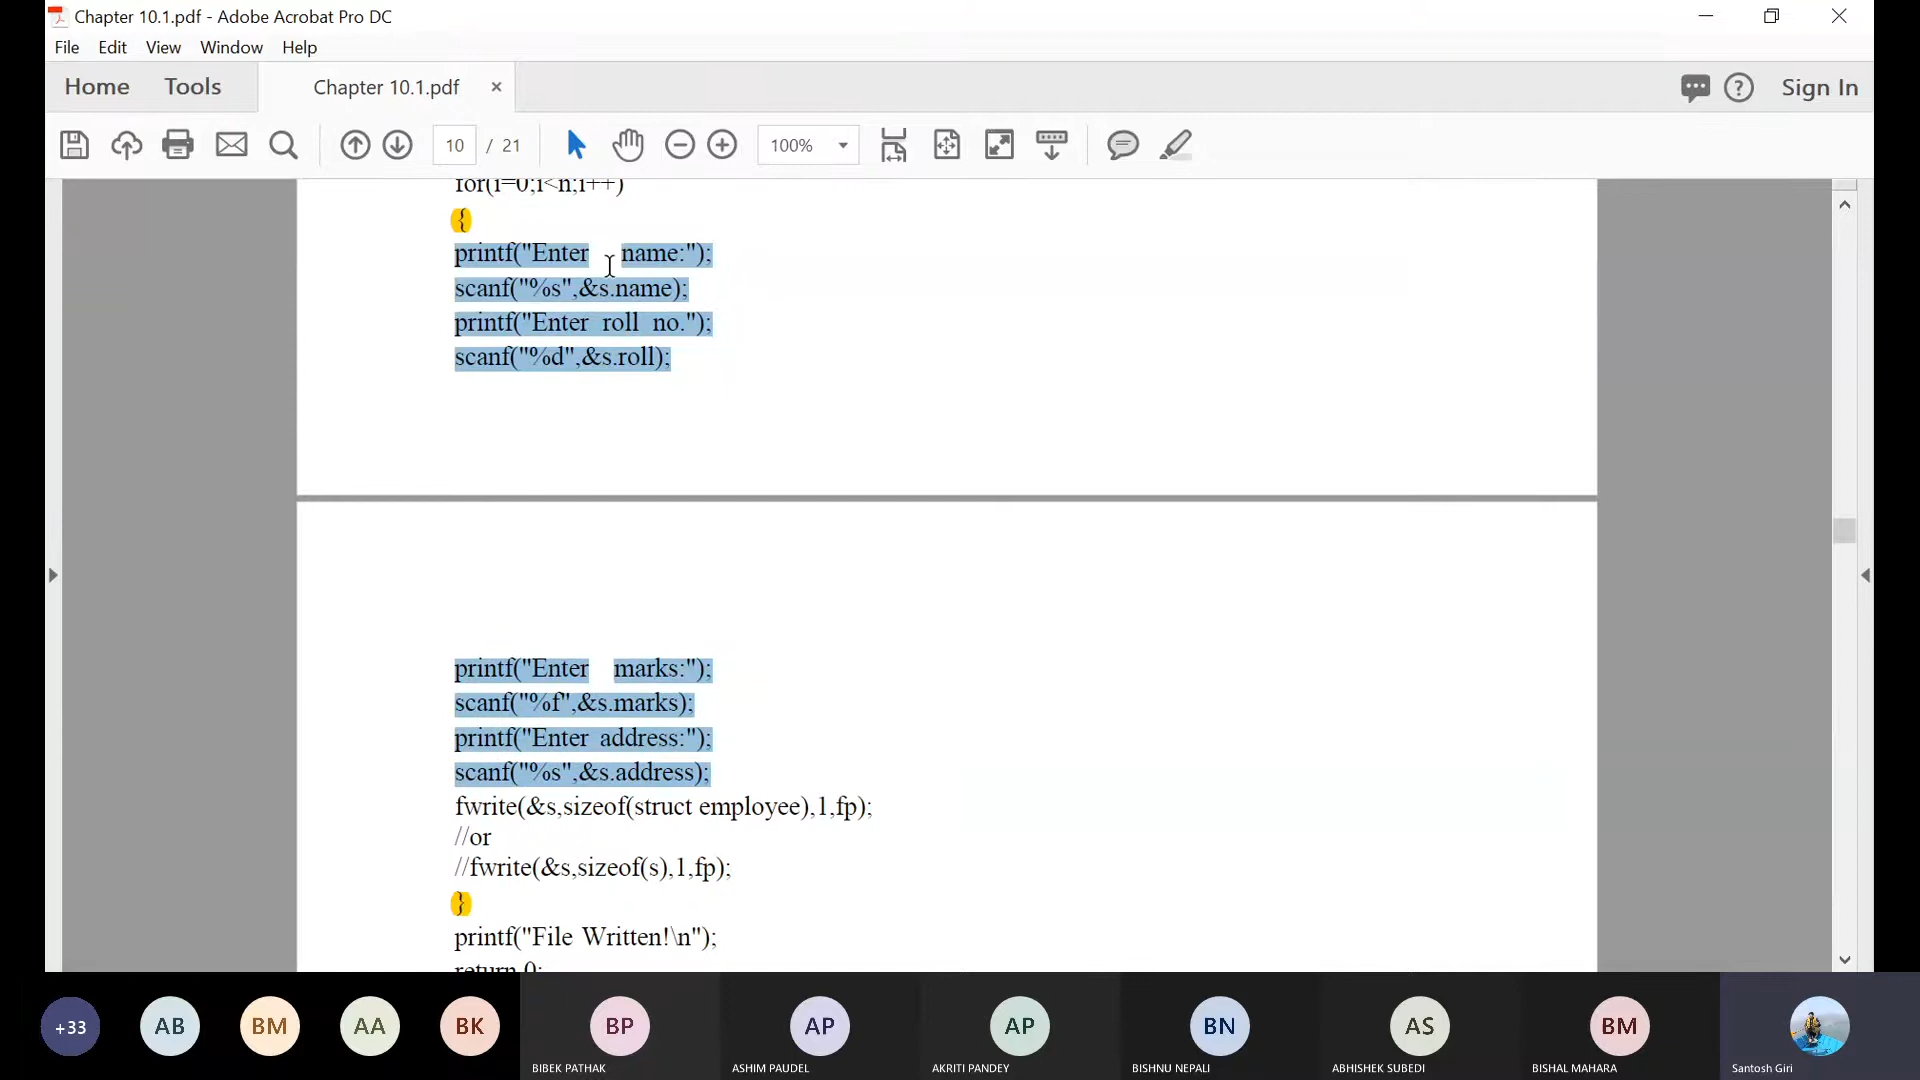 Chapter 10.1.pdf - Adobe Acrobat Pro DC
File Edit View Window Help
Home Tools Chapter 10.1.pdf × Sign In
10 / 21 100%
for(i=0;i<n;i++)
{
printf("Enter name:");
scanf("%s",&s.name);
printf("Enter roll no.");
scanf("%d",&s.roll);
printf("Enter marks:");
scanf("%f",&s.marks);
printf("Enter address:");
scanf("%s",&s.address);
fwrite(&s,sizeof(struct employee),1,fp);
//or
//fwrite(&s,sizeof(s),1,fp);
}
printf("File Written!\n");
return 0;
+33 AB BM AA BK BP AP AP BN AS BM
BIBEK PATHAK ASHIM PAUDEL AKRITI PANDEY BISHNU NEPALI ABHISHEK SUBEDI BISHAL MAHARA Santosh Giri